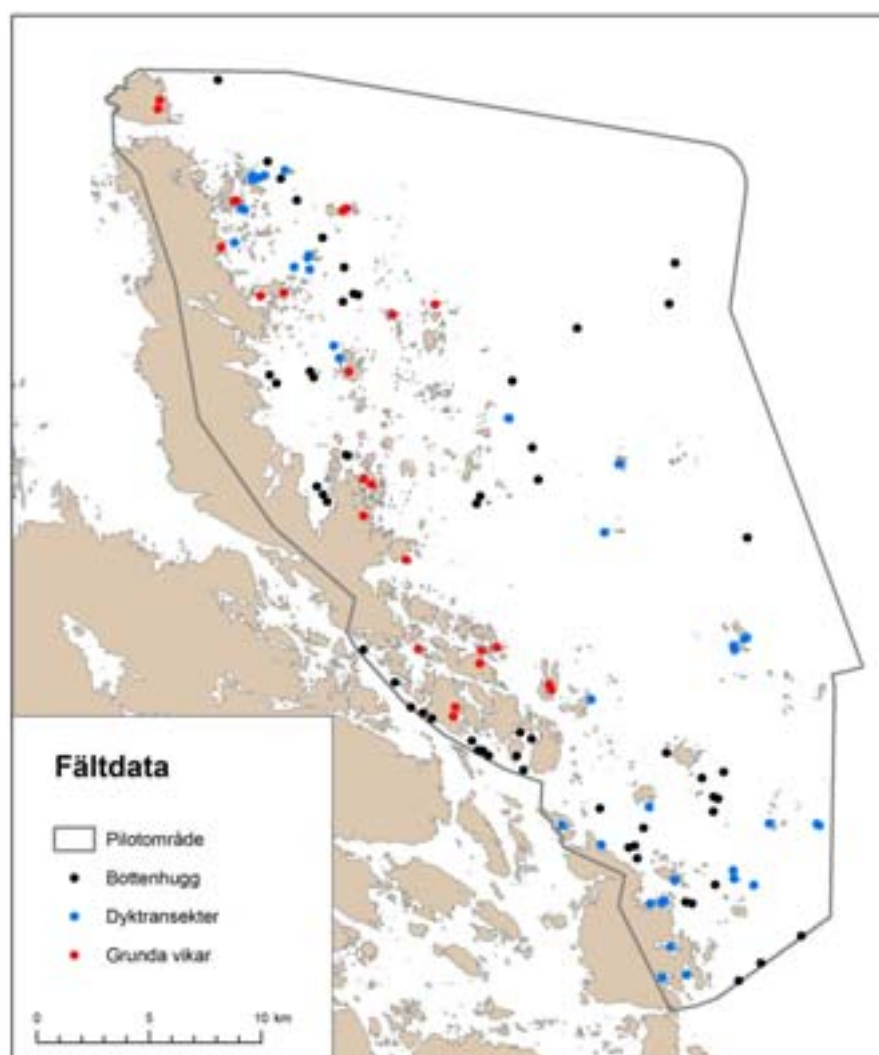 Fältdata
Pilotområde
Bottenhugg
Dyktransekter
Grunda vikar
0 5 10 km